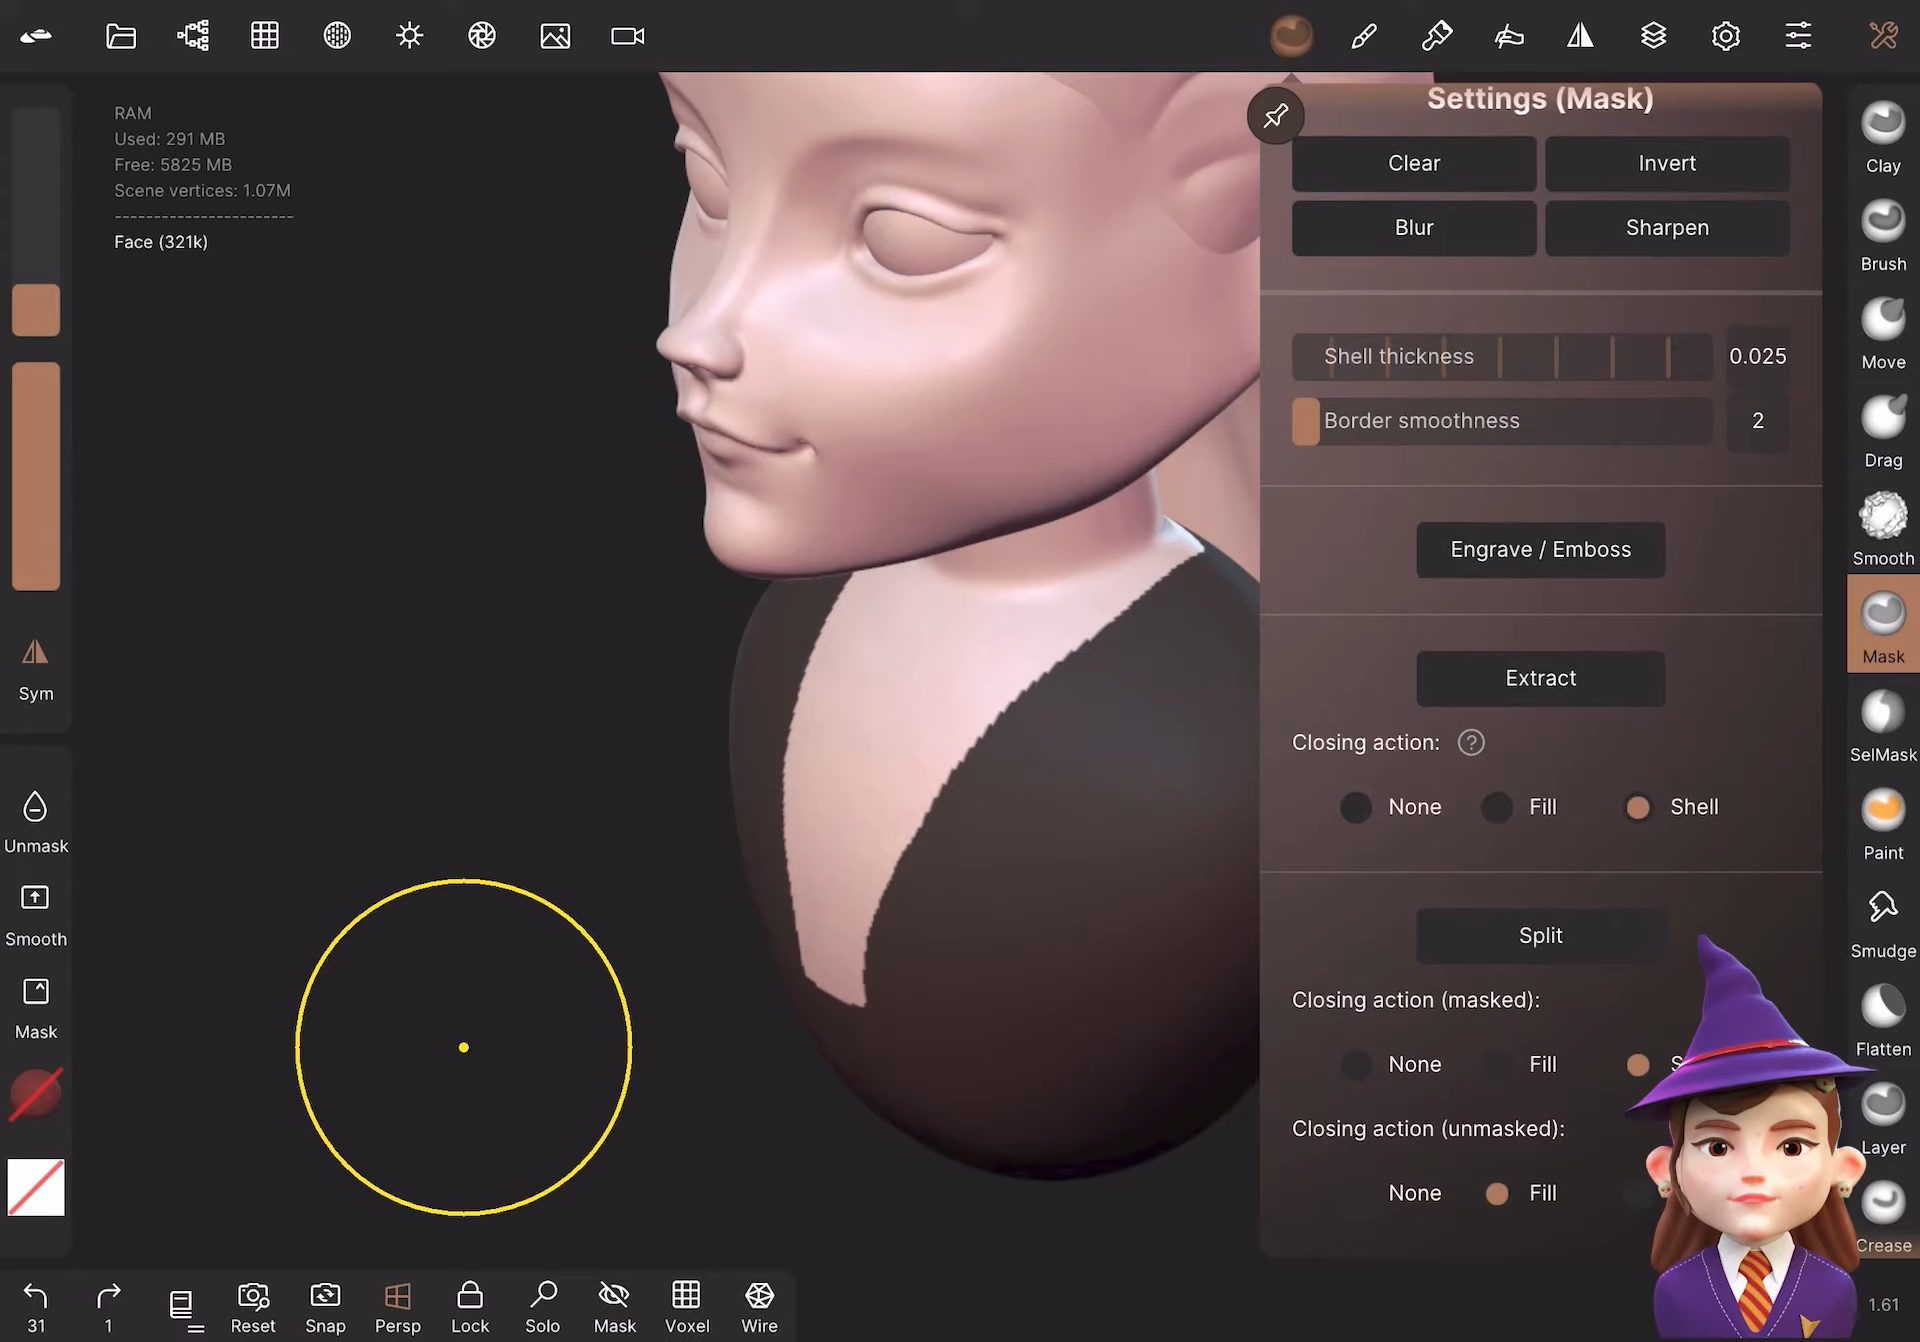 RAM
Used: 291 MB
Free: 5825 MB
Scene vertices: 1.07M
-----------------------
Face (321k)
Sym
Unmask
Smooth
Mask
Settings (Mask)
Clear
Invert
Blur
Sharpen
Shell thickness
0.025
Border smoothness
2
Engrave / Emboss
Extract
Closing action: ?
None
Fill
Shell
Split
Closing action (masked):
None
Fill
S
Closing action (unmasked):
None
Fill
Clay
Brush
Move
Drag
Smooth
Mask
SelMask
Paint
Smudge
Flatten
Layer
Crease
1.61
31
1
Reset
Snap
Persp
Lock
Solo
Mask
Voxel
Wire